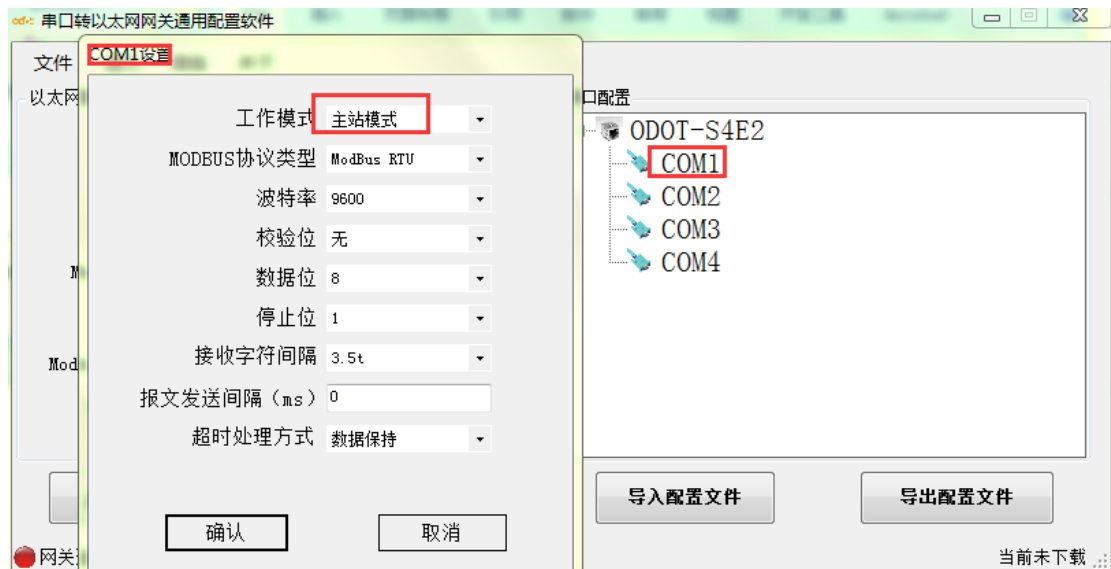 串口转以太网网关通用配置软件
文件
以太网
COM1设置
工作模式 主站模式
MODBUS协议类型 ModBus RTU
波特率 9600
校验位 无
数据位 8
停止位 1
接收字符间隔 3.5t
报文发送间隔（ms） 0
超时处理方式 数据保持
确认 取消
Mod
口配置
ODOT-S4E2
COM1
COM2
COM3
COM4
导入配置文件 导出配置文件
网关
当前未下载